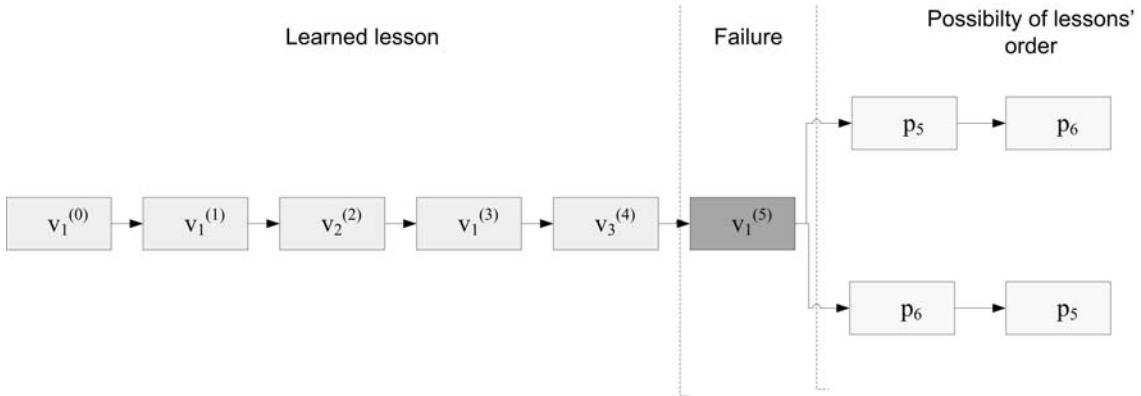 Learned lesson
Failure
Possibilty of lessons'
order
p₅
p₆
v₁⁽⁰⁾
v₁⁽¹⁾
v₂⁽²⁾
v₁⁽³⁾
v₃⁽⁴⁾
v₁⁽⁵⁾
p₆
p₅